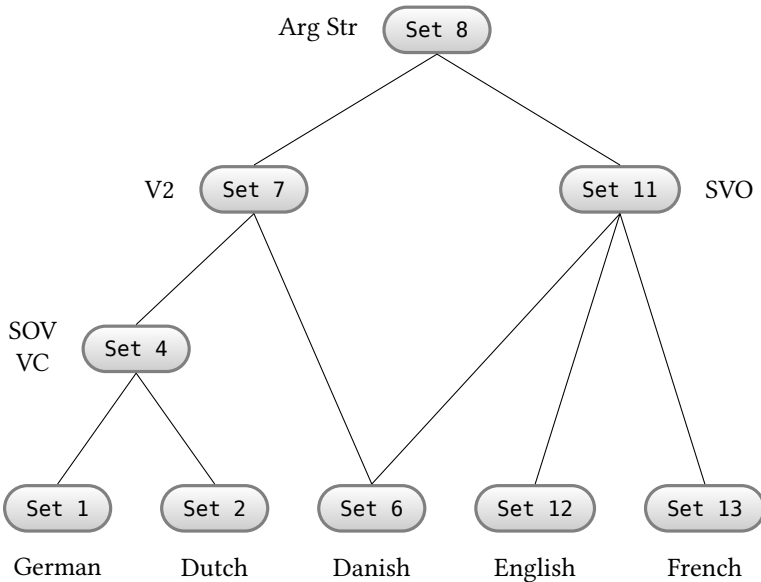 Arg Str Set 8
V2 Set 7 Set 11 SVO
SOV
VC
Set 4
Set 1 Set 2 Set 6 Set 12 Set 13
German Dutch Danish English French